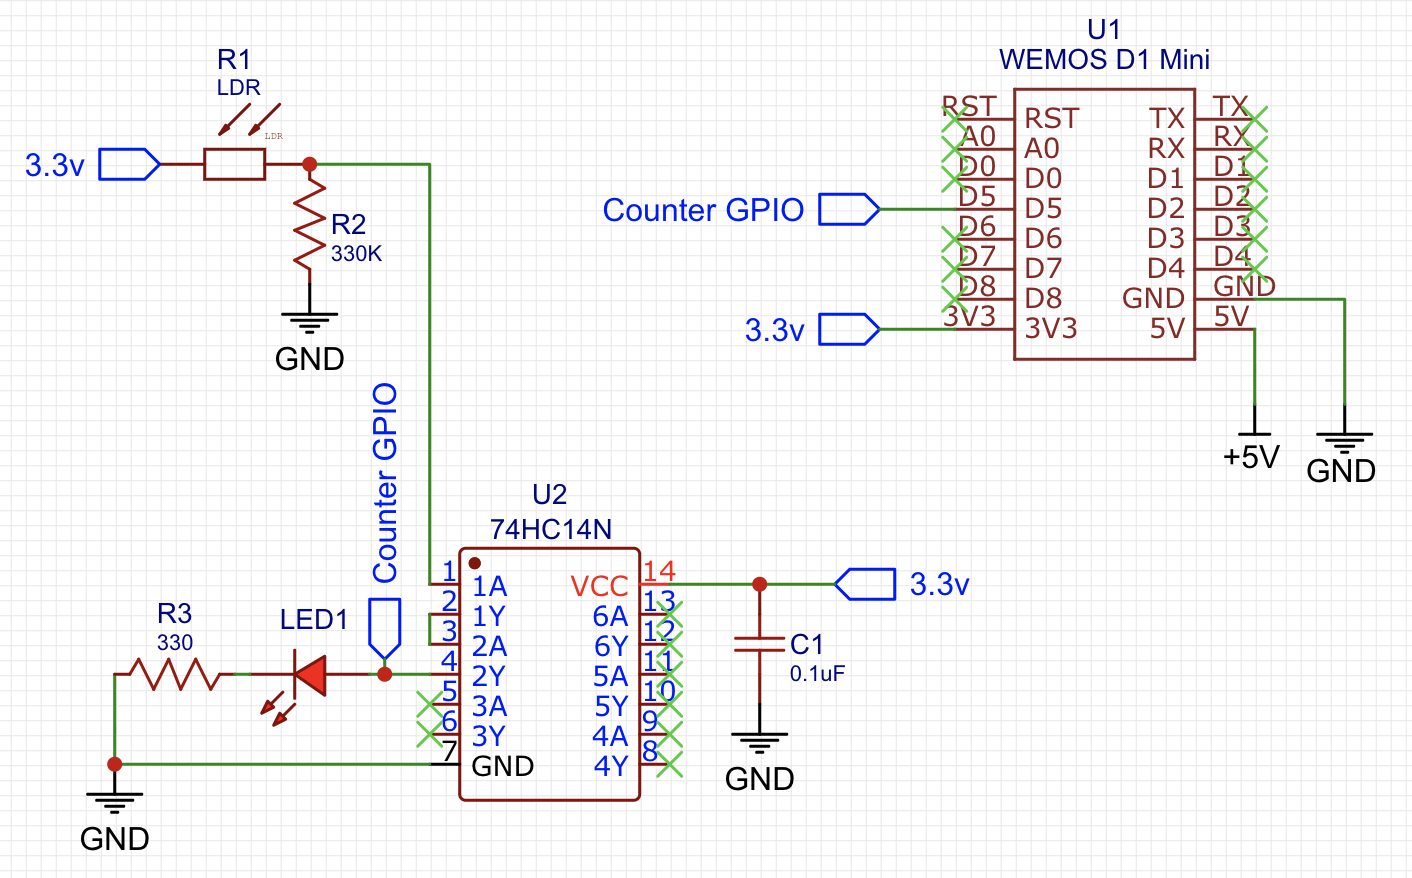 R1
LDR
LDR
3.3v
R2
330K
GND
U1
WEMOS D1 Mini
RST RST TX TX
A0 A0 RX RX
D0 D0 D1 D1
Counter GPIO D5 D5 D2 D2
D6 D6 D3 D3
D7 D7 D4 D4
D8 D8 GND GND
3.3v 3V3 3V3 5V 5V
+5V
GND
Counter GPIO
U2
74HC14N
1 1A VCC 14
2 1Y 6A 13
3 2A 6Y 12
4 2Y 5A 11
5 3A 5Y 10
6 3Y 4A 9
7 GND 4Y 8
3.3v
C1
0.1uF
GND
R3
330
LED1
GND